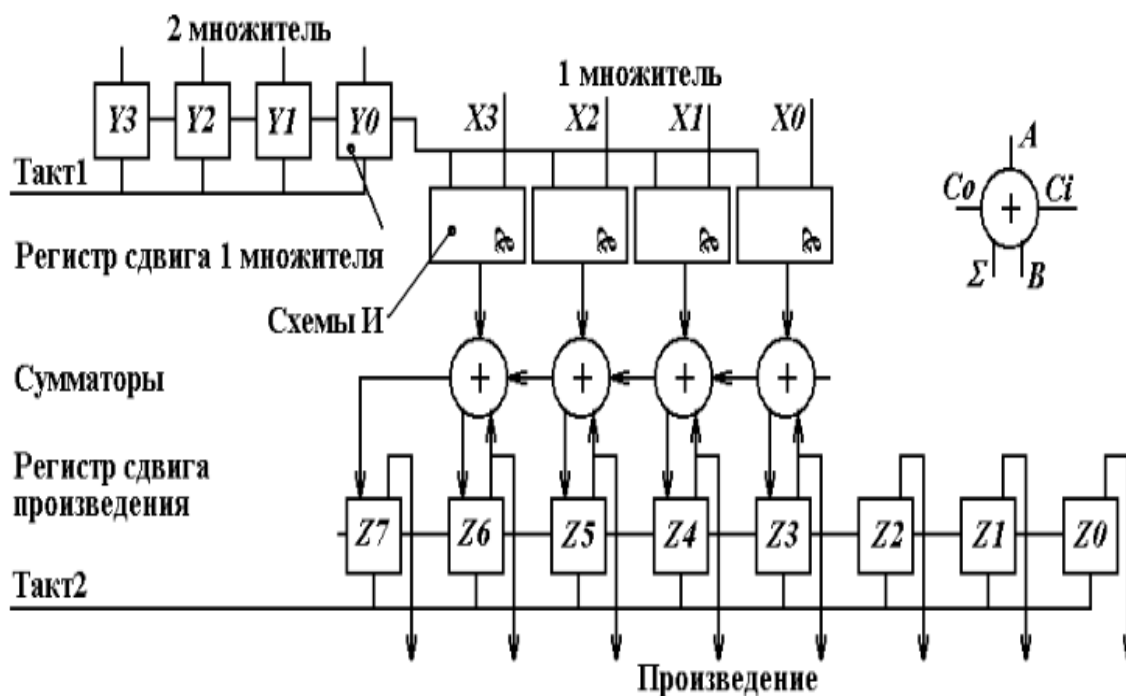 2 множитель
1 множитель
Y3 Y2 Y1 Y0
X3 X2 X1 X0
A
Такт1
Co + Ci
& & & &
Регистр сдвига 1 множителя
Σ B
Схемы И
Сумматоры
+ + + +
Регистр сдвига
произведения
Z7 Z6 Z5 Z4 Z3 Z2 Z1 Z0
Такт2
Произведение